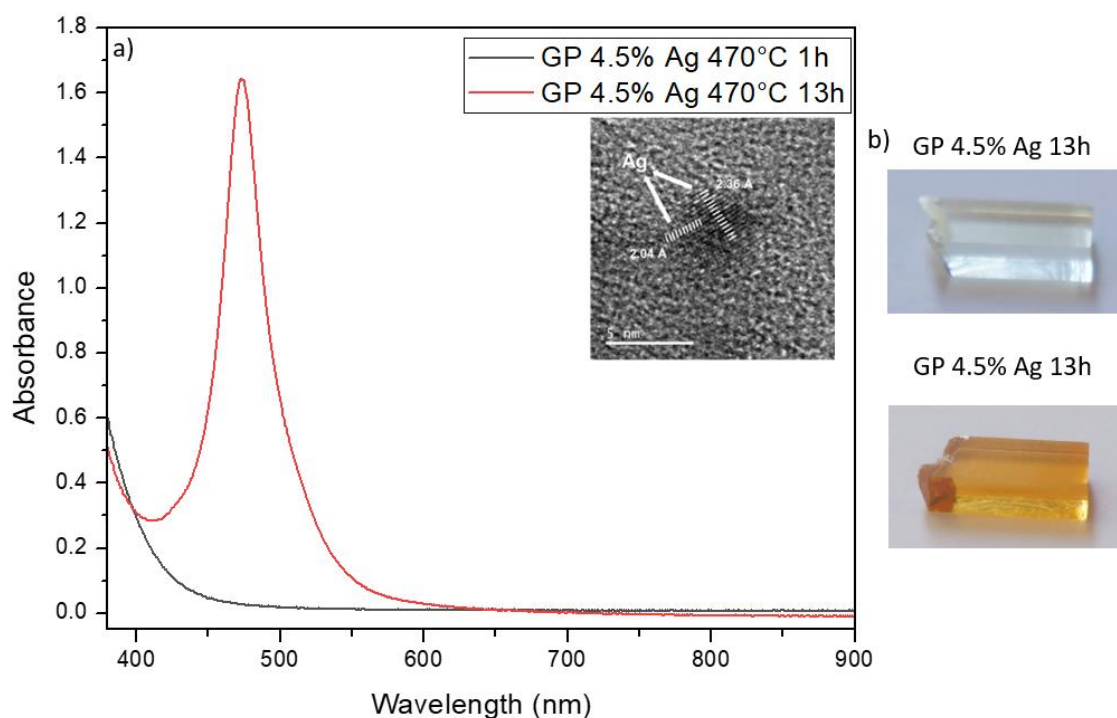 a)
GP 4.5% Ag 470°C 1h
GP 4.5% Ag 470°C 13h
Ag
2.36 Å
2.04 Å
5 nm
1.8
1.6
1.4
1.2
1.0
0.8
0.6
0.4
0.2
0.0
Absorbance
400
500
600
700
800
900
Wavelength (nm)
b)
GP 4.5% Ag 13h
GP 4.5% Ag 13h